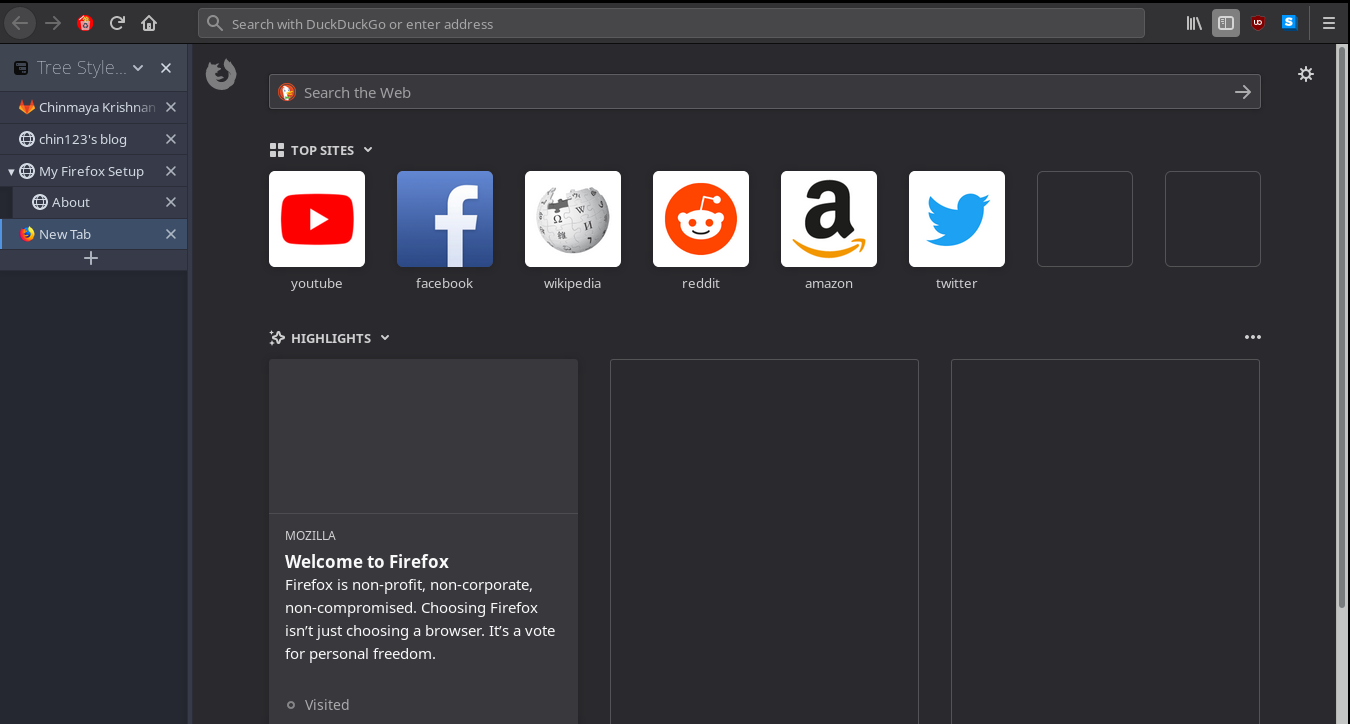 Search with DuckDuckGo or enter address
UD
S
Tree Style...
Chinmaya Krishnan
chin123's blog
My Firefox Setup
About
New Tab
Search the Web
TOP SITES
youtube
facebook
wikipedia
reddit
amazon
twitter
HIGHLIGHTS
MOZILLA
Welcome to Firefox
Firefox is non-profit, non-corporate,
non-compromised. Choosing Firefox
isn't just choosing a browser. It's a vote
for personal freedom.
Visited